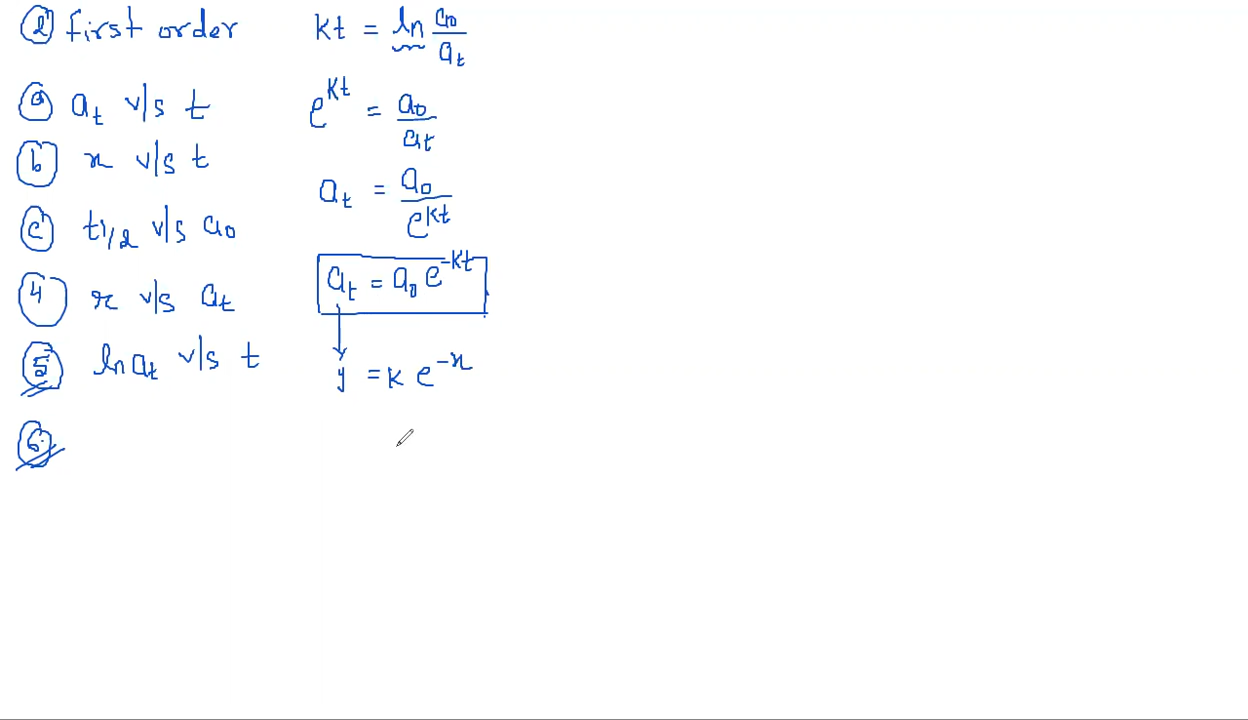 ② first order
ⓐ aₜ v/s t
ⓑ x v/s t
ⓒ t1/2 v/s a₀
④ r v/s aₜ
⑤ ln aₜ v/s t
⑥
kt = ln a₀/aₜ
e^kt = a₀/aₜ
aₜ = a₀/e^kt
aₜ = a₀ e^-kt
y = k e^-x